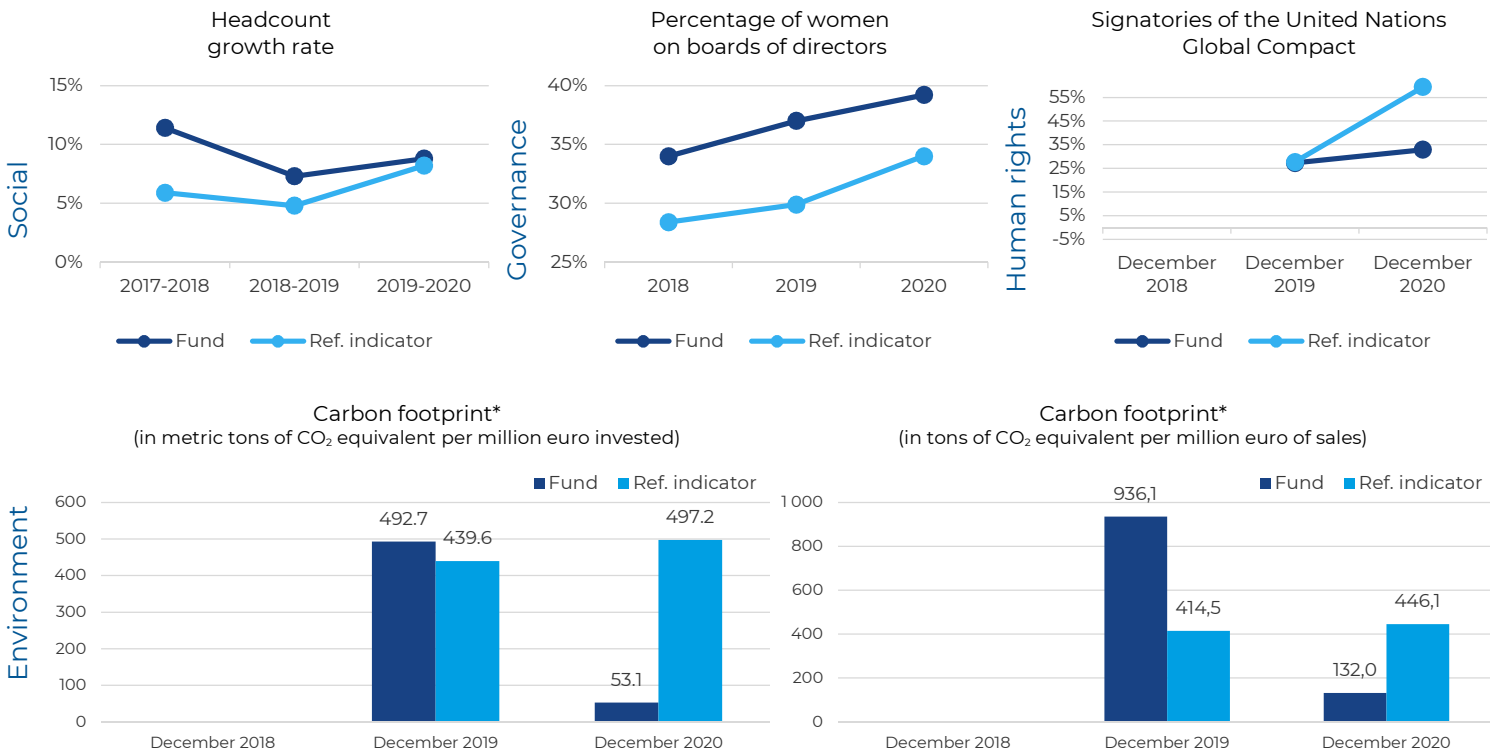 Headcount
growth rate
Social
15%
10%
5%
0%
2017-2018
2018-2019
2019-2020
Fund
Ref. indicator
Percentage of women
on boards of directors
Governance
40%
35%
30%
25%
2018
2019
2020
Fund
Ref. indicator
Signatories of the United Nations
Global Compact
Human rights
55%
45%
35%
25%
15%
5%
-5%
December
2018
December
2019
December
2020
Fund
Ref. indicator
Environment
Carbon footprint*
(in metric tons of CO₂ equivalent per million euro invested)
Fund
Ref. indicator
600
500
400
300
200
100
0
492.7
439.6
53.1
497.2
December 2018
December 2019
December 2020
Carbon footprint*
(in tons of CO₂ equivalent per million euro of sales)
Fund
Ref. indicator
1 000
800
600
400
200
0
936,1
414,5
132,0
446,1
December 2018
December 2019
December 2020